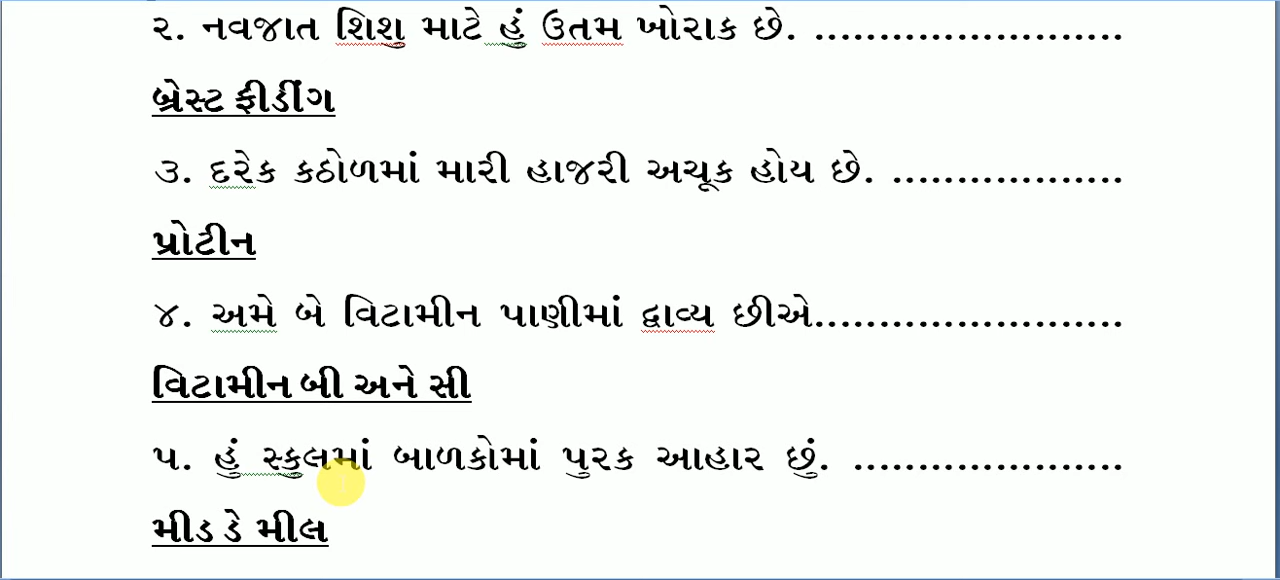 ૨. નવજાત શિશુ માટે હું ઉતમ ખોરાક છે. ........................
બ્રેસ્ટ ફીડીંગ
૩. દરેક કઠોળમાં મારી હાજરી અચૂક હોય છે. ..................
પ્રોટીન
૪. અમે બે વિટામીન પાણીમાં દ્રાવ્ય છીએ........................
વિટામીન બી અને સી
૫. હું સ્કુલમાં બાળકોમાં પુરક આહાર છું. .....................
મીડ ડે મીલ